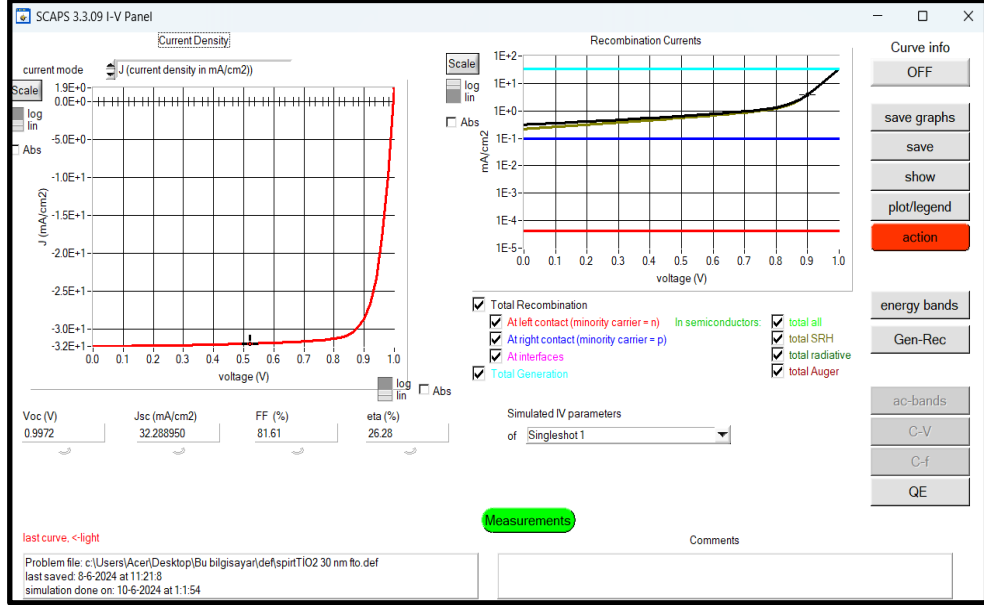 SCAPS 3.3.09 I-V Panel
Current Density
current mode
J (current density in mA/cm2))
Scale
log
lin
Abs
1.9E+0
0.0E+0
-5.0E+0
-1.0E+1
-1.5E+1
-2.0E+1
-2.5E+1
-3.0E+1
-3.2E+1
J (mA/cm2)
0.0 0.1 0.2 0.3 0.4 0.5 0.6 0.7 0.8 0.9 1.0
voltage (V)
log
lin
Abs
Recombination Currents
Scale
log
lin
Abs
1E+2
1E+1
1E+0
1E-1
1E-2
1E-3
1E-4
1E-5
mA/cm2
0.0 0.1 0.2 0.3 0.4 0.5 0.6 0.7 0.8 0.9 1.0
voltage (V)
Total Recombination
At left contact (minority carrier = n)
At right contact (minority carrier = p)
At interfaces
Total Generation
In semiconductors:
total all
total SRH
total radiative
total Auger
Curve info
OFF
save graphs
save
show
plot/legend
action
energy bands
Gen-Rec
ac-bands
C-V
C-f
QE
Voc (V) Jsc (mA/cm2) FF (%) eta (%)
0.9972 32.288950 81.61 26.28
Simulated IV parameters
of Singleshot 1
Measurements
last curve, <-light
Problem file: c:\Users\Acer\Desktop\Bu bilgisayar\def\spirtTİO2 30 nm fto.def
last saved: 8-6-2024 at 11:21:8
simulation done on: 10-6-2024 at 1:1:54
Comments